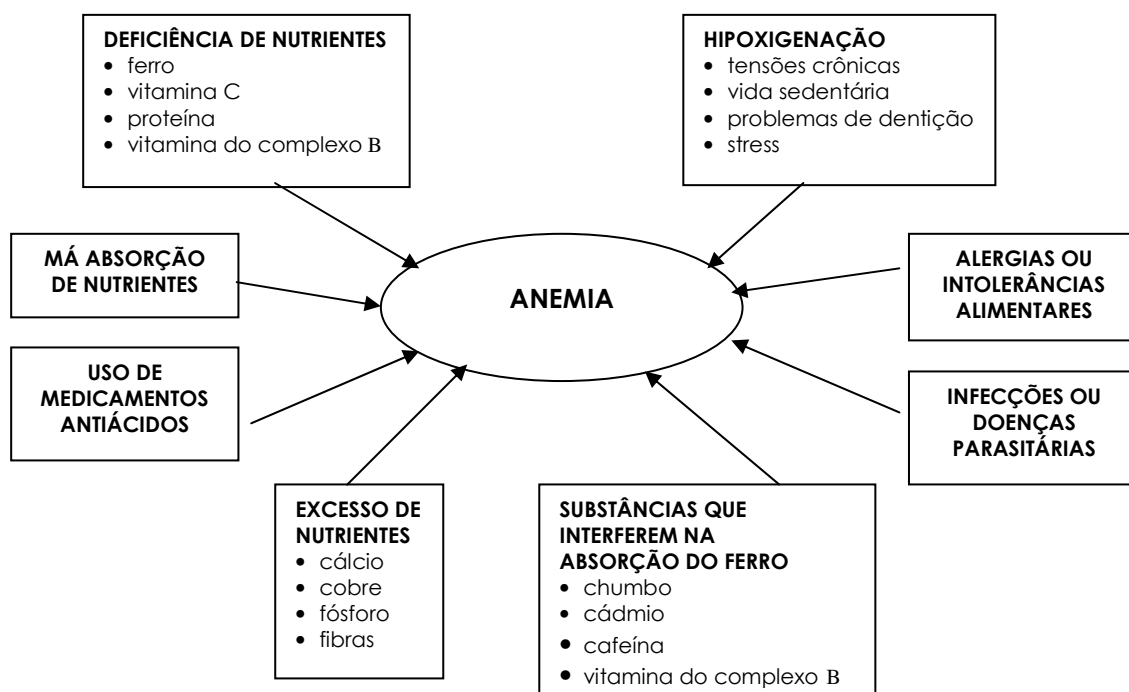 DEFICIÊNCIA DE NUTRIENTES
• ferro
• vitamina C
• proteína
• vitamina do complexo B
HIPOXIGENAÇÃO
• tensões crônicas
• vida sedentária
• problemas de dentição
• stress
MÁ ABSORÇÃO
DE NUTRIENTES
ANEMIA
ALERGIAS OU
INTOLERÂNCIAS
ALIMENTARES
USO DE
MEDICAMENTOS
ANTIÁCIDOS
INFECÇÕES OU
DOENÇAS
PARASITÁRIAS
EXCESSO DE
NUTRIENTES
• cálcio
• cobre
• fósforo
• fibras
SUBSTÂNCIAS QUE
INTERFEREM NA
ABSORÇÃO DO FERRO
• chumbo
• cádmio
• cafeína
• vitamina do complexo B